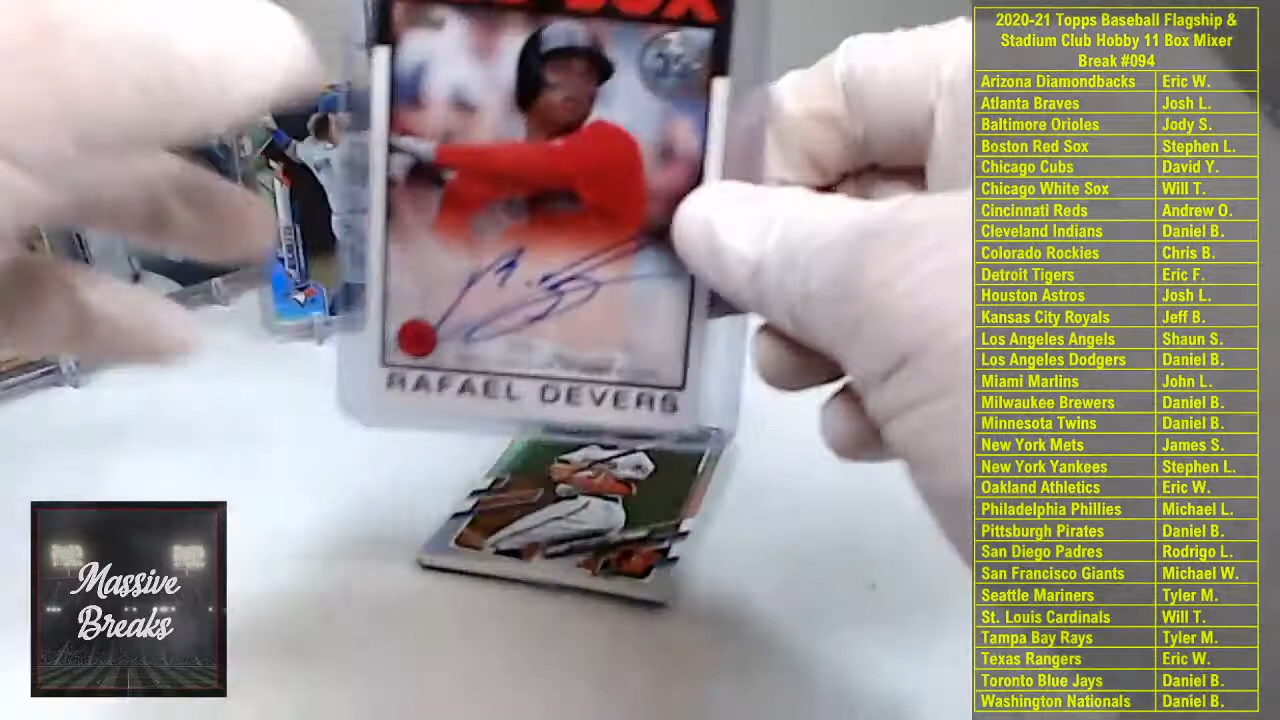 2020-21 Topps Baseball Flagship &
Stadium Club Hobby 11 Box Mixer
Break #094
Arizona Diamondbacks Eric W.
Atlanta Braves Josh L.
Baltimore Orioles Jody S.
Boston Red Sox Stephen L.
Chicago Cubs David Y.
Chicago White Sox Will T.
Cincinnati Reds Andrew O.
Cleveland Indians Daniel B.
Colorado Rockies Chris B.
Detroit Tigers Eric F.
Houston Astros Josh L.
Kansas City Royals Jeff B.
Los Angeles Angels Shaun S.
Los Angeles Dodgers Daniel B.
Miami Marlins John L.
Milwaukee Brewers Daniel B.
Minnesota Twins Daniel B.
New York Mets James S.
New York Yankees Stephen L.
Oakland Athletics Eric W.
Philadelphia Phillies Michael L.
Pittsburgh Pirates Daniel B.
San Diego Padres Rodrigo L.
San Francisco Giants Michael W.
Seattle Mariners Tyler M.
St. Louis Cardinals Will T.
Tampa Bay Rays Tyler M.
Texas Rangers Eric W.
Toronto Blue Jays Daniel B.
Washington Nationals Daniel B.
RAFAEL DEVERS
Massive
Breaks